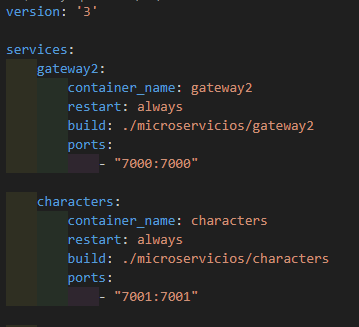 version: '3'
services:
gateway2:
container_name: gateway2
restart: always
build: ./microservicios/gateway2
ports:
- "7000:7000"
characters:
container_name: characters
restart: always
build: ./microservicios/characters
ports:
- "7001:7001"